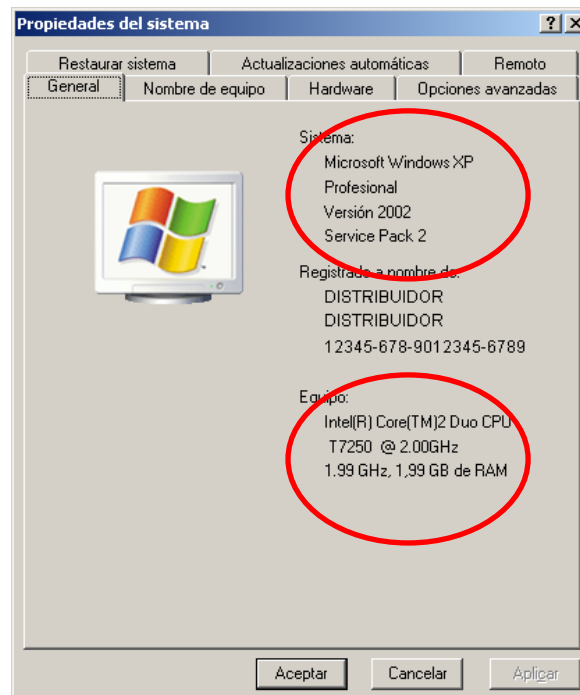 Propiedades del sistema
Restaurar sistema
Actualizaciones automáticas
Remoto
General
Nombre de equipo
Hardware
Opciones avanzadas
Sistema:
Microsoft Windows XP
Profesional
Versión 2002
Service Pack 2
Registrado a nombre de:
DISTRIBUIDOR
DISTRIBUIDOR
12345-678-9012345-6789
Equipo:
Intel(R) Core(TM)2 Duo CPU
T7250 @ 2.00GHz
1.99 GHz, 1,99 GB de RAM
Aceptar
Cancelar
Aplicar